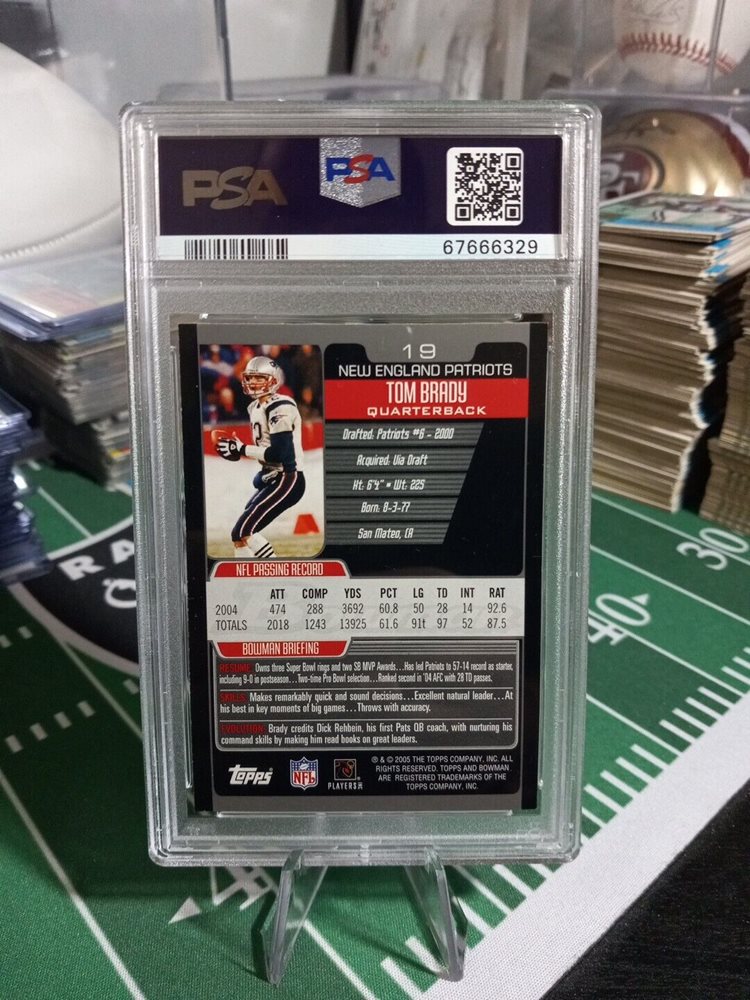 PSA
PSA
67666329
19
NEW ENGLAND PATRIOTS
TOM BRADY
QUARTERBACK
Drafted: Patriots #6 - 2000
Acquired: Via Draft
Ht: 6'4" ▪ Wt: 225
Born: 8-3-77
San Mateo, CA
NFL PASSING RECORD
ATT COMP YDS PCT LG TD INT RAT
2004 474 288 3692 60.8 50 28 14 92.6
TOTALS 2018 1243 13925 61.6 91t 97 52 87.5
BOWMAN BRIEFING
RESUME: Owns three Super Bowl rings and two SB MVP Awards...Has led Patriots to 57-14 record as starter,
including 9-0 in postseason...Two-time Pro Bowl selection...Ranked second in '04 AFC with 28 TD passes.
SKILLS: Makes remarkably quick and sound decisions...Excellent natural leader...At
his best in key moments of big games...Throws with accuracy.
EVOLUTION: Brady credits Dick Rehbein, his first Pats QB coach, with nurturing his
command skills by making him read books on great leaders.
topps
NFL
PLAYERS INC
® & © 2005 THE TOPPS COMPANY, INC. ALL
RIGHTS RESERVED. TOPPS AND BOWMAN
ARE REGISTERED TRADEMARKS OF THE
TOPPS COMPANY, INC.
RA
30
40
40